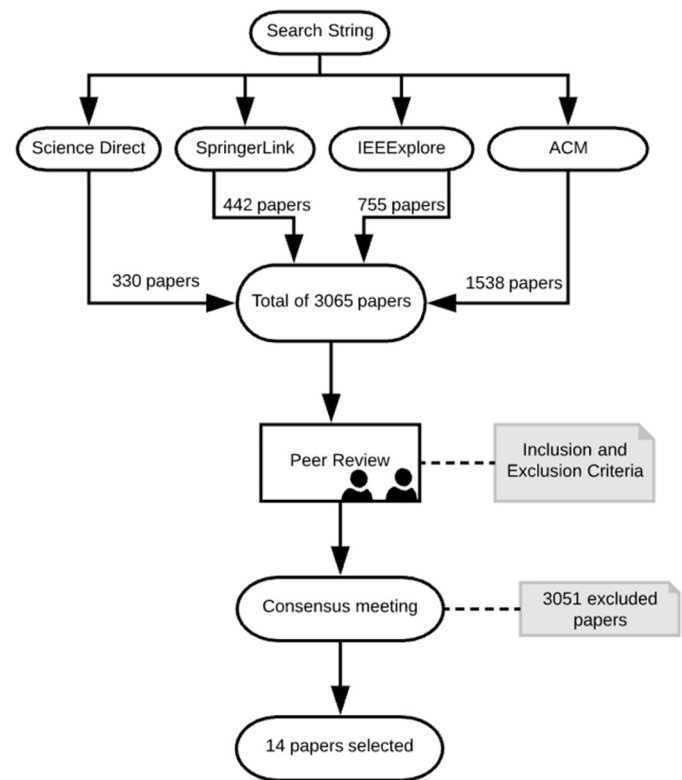 Search String
Science Direct
SpringerLink
IEEExplore
ACM
442 papers
755 papers
330 papers
1538 papers
Total of 3065 papers
Peer Review
Inclusion and
Exclusion Criteria
Consensus meeting
3051 excluded
papers
14 papers selected